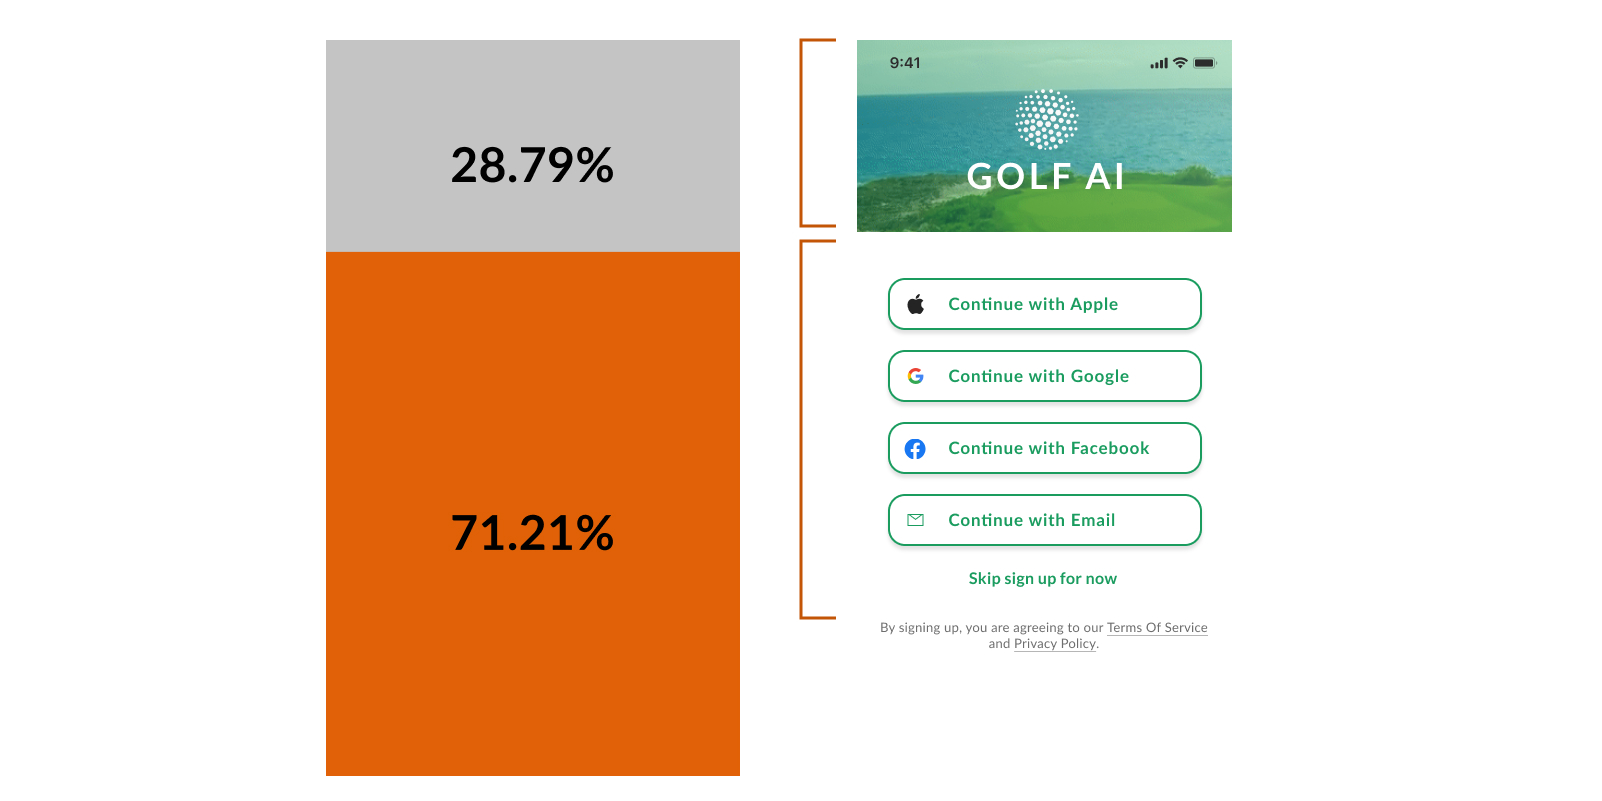 28.79%
71.21%
9:41
GOLF AI
Continue with Apple
Continue with Google
Continue with Facebook
Continue with Email
Skip sign up for now
By signing up, you are agreeing to our Terms Of Service
and Privacy Policy.